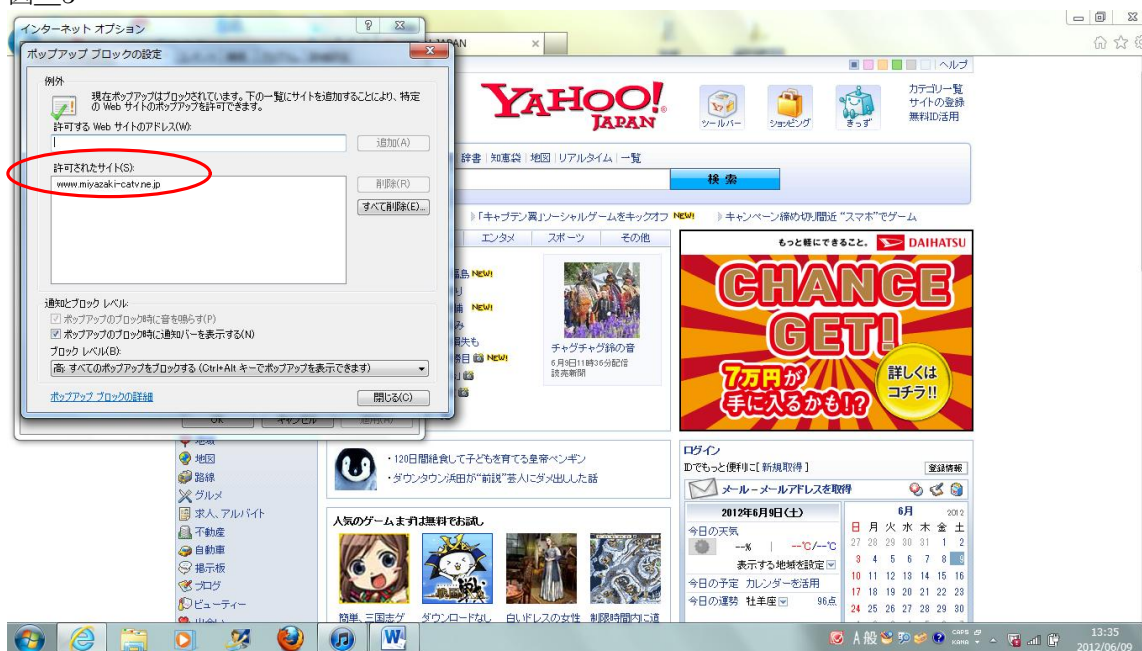 インターネット オプション
ポップアップ ブロックの設定
例外
現在ポップアップはブロックされています。下の一覧にサイトを追加することにより、特定
の Web サイトのポップアップを許可できます。
許可する Web サイトのアドレス(W):
追加(A)
許可されたサイト(S):
www.miyazaki-catv.ne.jp
削除(R)
すべて削除(E)...
通知とブロック レベル:
ポップアップのブロック時に音を鳴らす(P)
ポップアップのブロック時に通知バーを表示する(N)
ブロック レベル(B):
高: すべてのポップアップをブロックする (Ctrl+Alt キーでポップアップを表示できます)
ポップアップ ブロックの詳細
閉じる(C)
OK キャンセル 適用(A)
ヘルプ
YAHOO!
JAPAN
ツールバー ショッピング きっず
カテゴリ一覧
サイトの登録
無料ID活用
辞書 | 知恵袋 | 地図 | リアルタイム | 一覧
検索
「キャプテン翼」ソーシャルゲームをキックオフ NEW! キャンペーン締め切り間近 “スマホ”でゲーム
エンタメ スポーツ その他
NEW!
NEW!
NEW!
チャグチャグ鈴の音
6月9日11時36分配信
読売新聞
もっと軽にできること。 DAIHATSU
CHANCE
GET!
7万円が
手に入るかも!?
詳しくは
コチラ!!
地域
地図
路線
グルメ
求人、アルバイト
不動産
自動車
掲示板
ブログ
ビューティー
・120日間絶食して子どもを育てる皇帝ペンギン
・ダウンタウン浜田が“前説”芸人にダメ出しした話
人気のゲームまずは無料でお試し
簡単、三国志ゲ ダウンロードなし 白いドレスの女性 制限時間内に道
ログイン
IDでもっと便利に[ 新規取得 ]
登録情報
メール - メールアドレスを取得
2012年6月9日(土)
今日の天気
--% | --℃/--℃
表示する地域を設定
今日の予定 カレンダーを活用
今日の運勢 牡羊座 96点
6月 2012
日 月 火 水 木 金 土
27 28 29 30 31 1 2
3 4 5 6 7 8 9
10 11 12 13 14 15 16
17 18 19 20 21 22 23
24 25 26 27 28 29 30
A 般
CAPS
KANA
13:35
2012/06/09